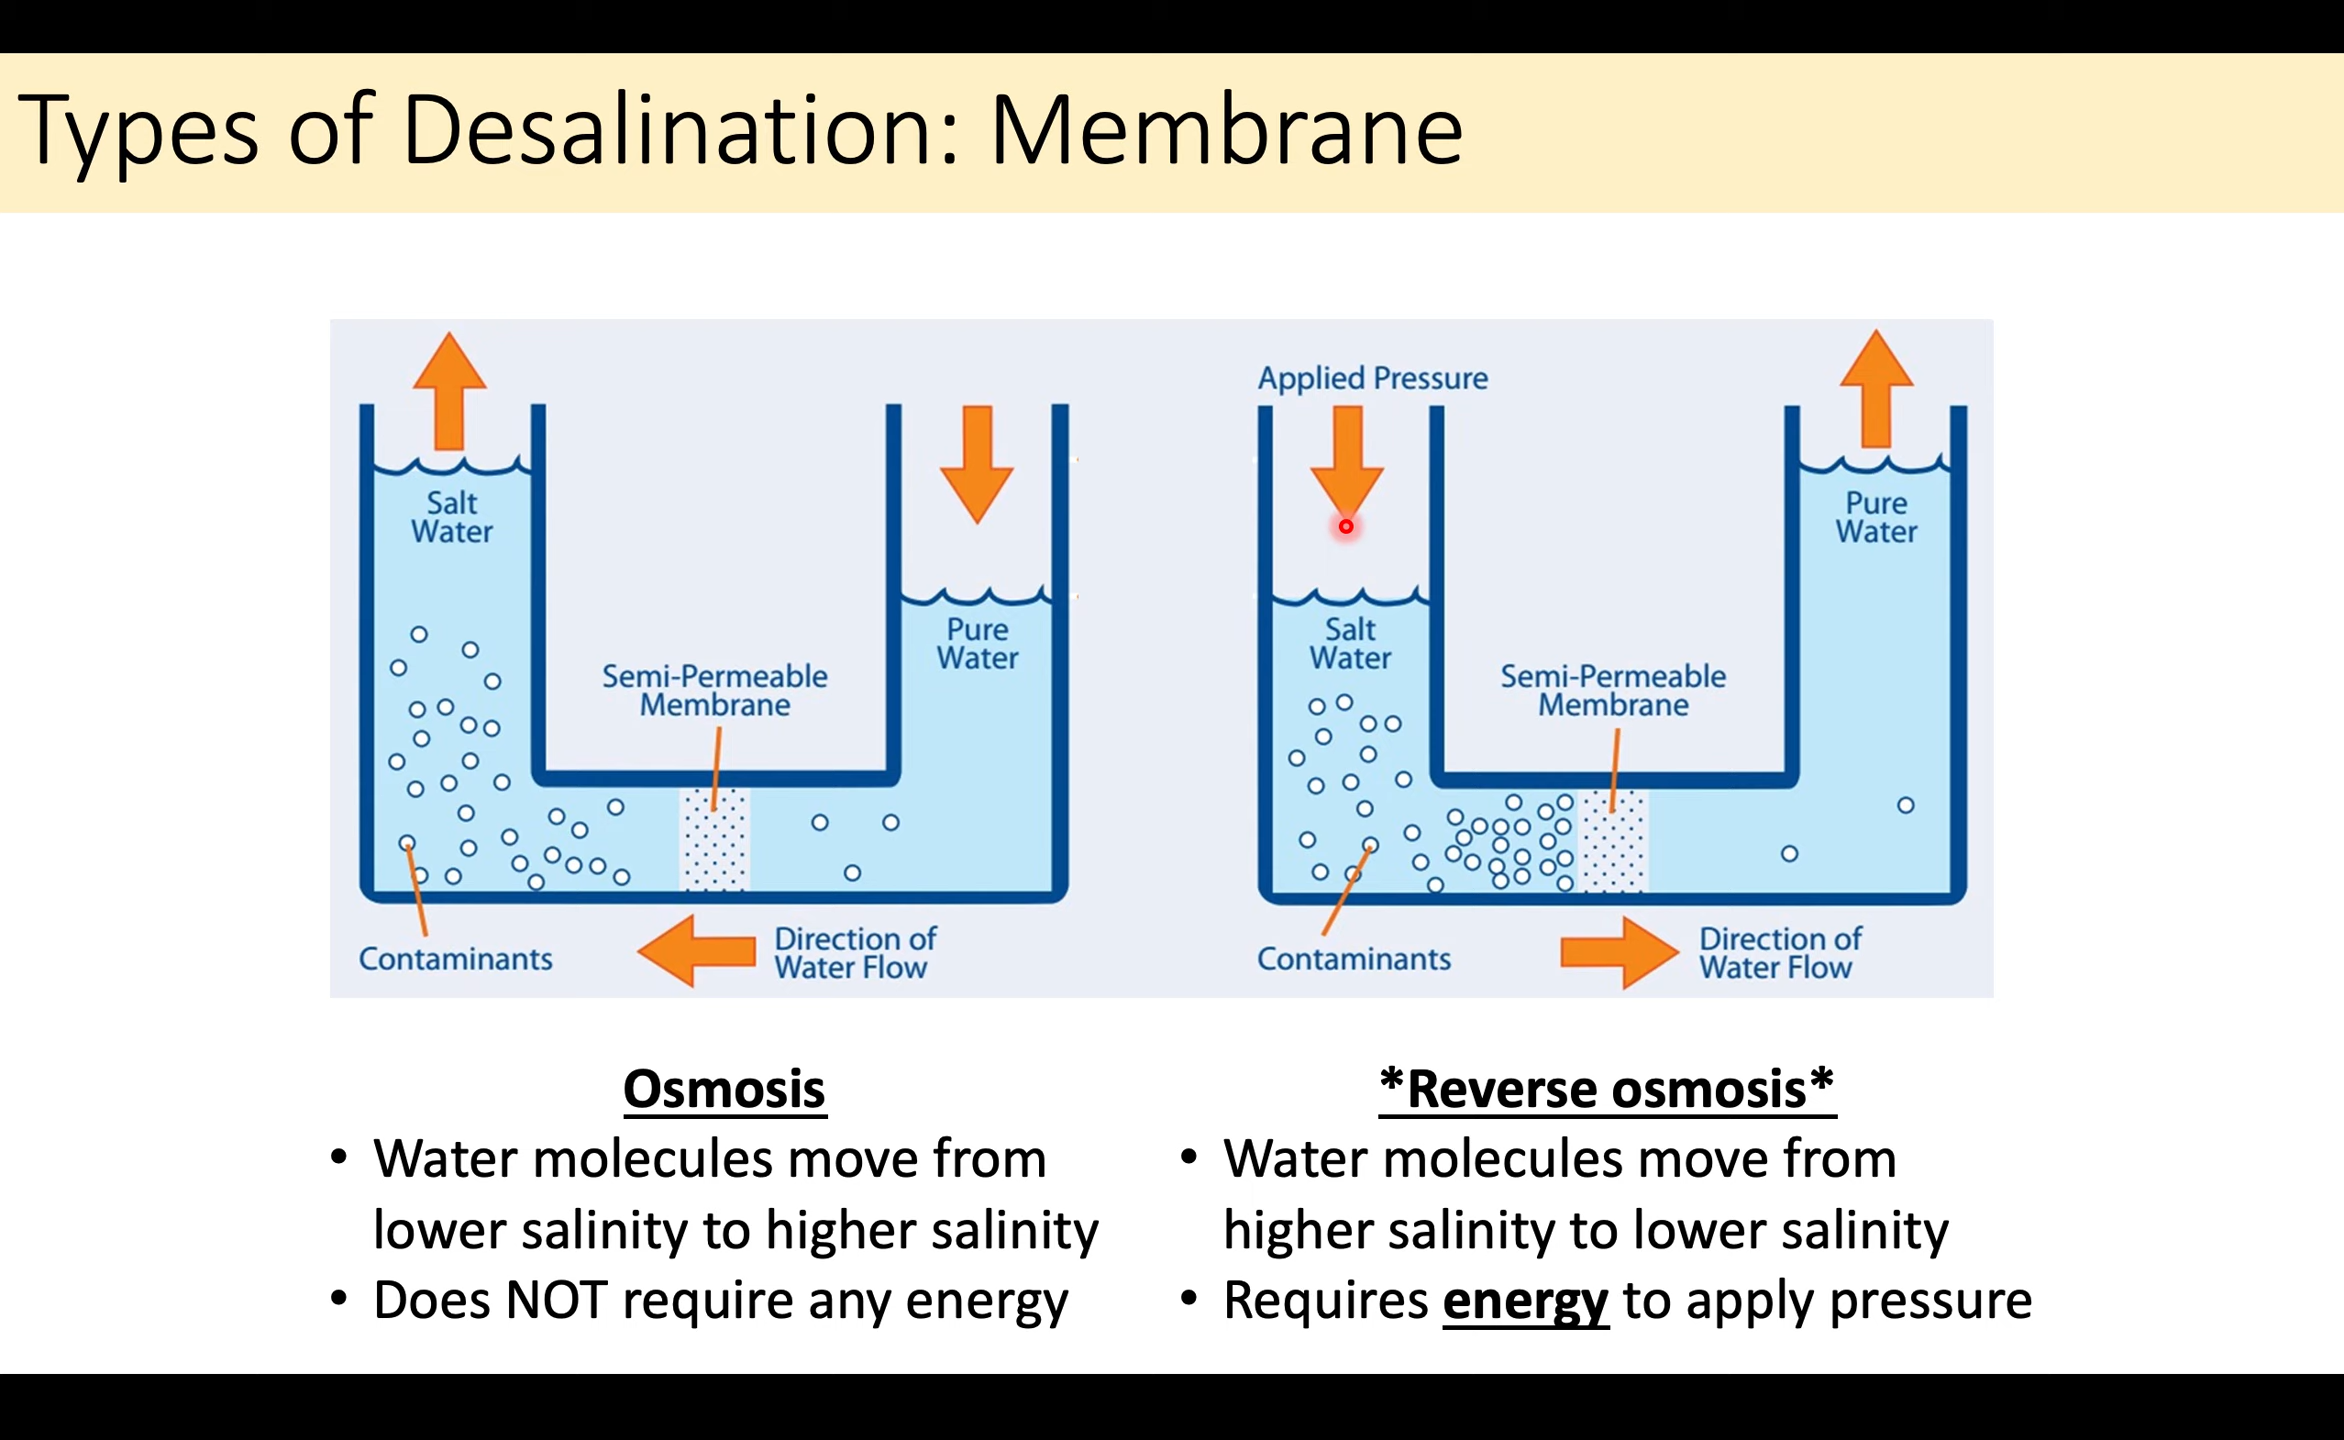 Types of Desalination: Membrane
Salt
Water
Semi-Permeable
Membrane
Pure
Water
Contaminants
Direction of
Water Flow
Applied Pressure
Salt
Water
Semi-Permeable
Membrane
Pure
Water
Contaminants
Direction of
Water Flow
Osmosis
• Water molecules move from
lower salinity to higher salinity
• Does NOT require any energy
*Reverse osmosis*
• Water molecules move from
higher salinity to lower salinity
• Requires energy to apply pressure